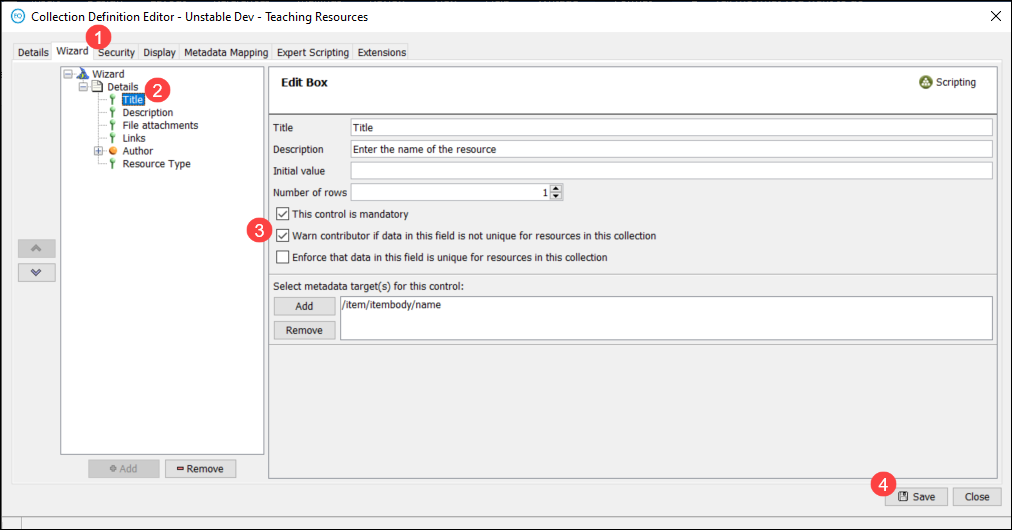 Collection Definition Editor - Unstable Dev - Teaching Resources
1
Details Wizard Security Display Metadata Mapping Expert Scripting Extensions
Wizard
Details
2
Title
Description
File attachments
Links
Author
Resource Type
Add Remove
Edit Box
Scripting
Title Title
Description Enter the name of the resource
Initial value
Number of rows 1
This control is mandatory
3
Warn contributor if data in this field is not unique for resources in this collection
Enforce that data in this field is unique for resources in this collection
Select metadata target(s) for this control:
Add
/item/itembody/name
Remove
4
Save Close